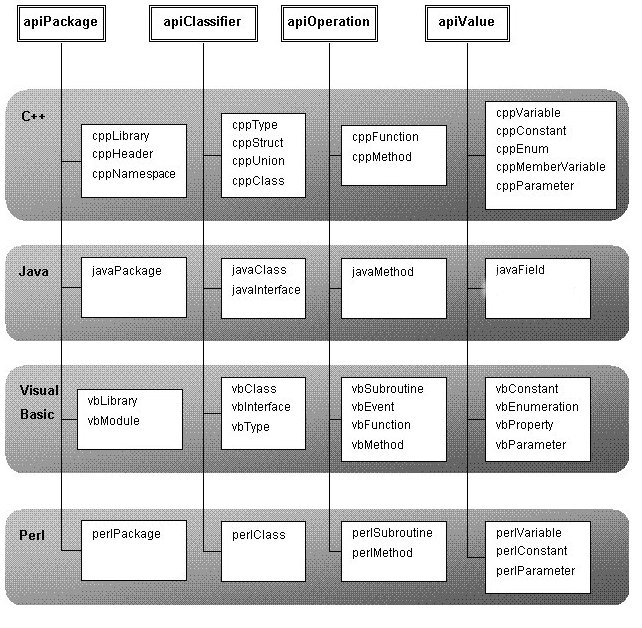 apiPackage
apiClassifier
apiOperation
apiValue
C++
cppLibrary
cppHeader
cppNamespace
cppType
cppStruct
cppUnion
cppClass
cppFunction
cppMethod
cppVariable
cppConstant
cppEnum
cppMemberVariable
cppParameter
Java
javaPackage
javaClass
javaInterface
javaMethod
javaField
Visual
Basic
vbLibrary
vbModule
vbClass
vbInterface
vbType
vbSubroutine
vbEvent
vbFunction
vbMethod
vbConstant
vbEnumeration
vbProperty
vbParameter
Perl
perlPackage
perlClass
perlSubroutine
perlMethod
perlVariable
perlConstant
perlParameter